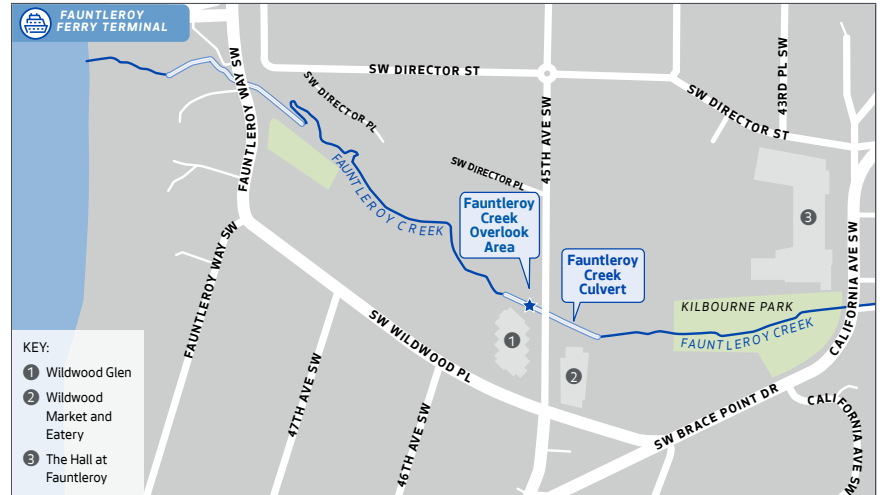 FAUNTLEROY
FERRY TERMINAL
FAUNTLEROY WAY SW
SW DIRECTOR ST
43RD PL SW
SW DIRECTOR PL
SW DIRECTOR ST
45TH AVE SW
FAUNTLEROY CREEK
SW DIRECTOR PL
Fauntleroy
Creek
Overlook
Area
3
Fauntleroy
Creek
Culvert
CALIFORNIA AVE SW
FAUNTLEROY WAY SW
KILBOURNE PARK
FAUNTLEROY CREEK
SW WILDWOOD PL
1
2
47TH AVE SW
46TH AVE SW
SW BRACE POINT DR
CALIFORNIA AVE SW
KEY:
1 Wildwood Glen
2 Wildwood
Market and
Eatery
3 The Hall at
Fauntleroy